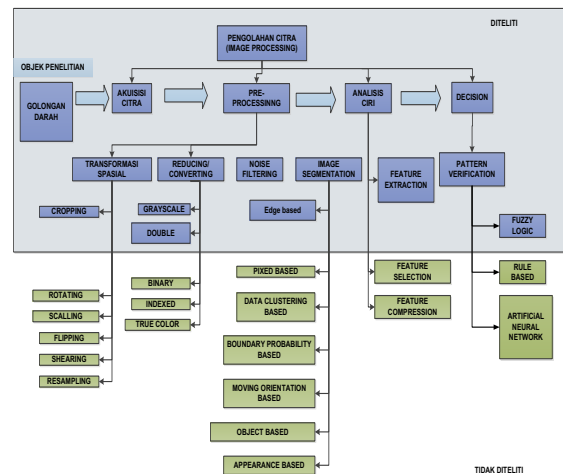 DITELITI
PENGOLAHAN CITRA
(IMAGE PROCESSING)
OBJEK PENELITIAN
GOLONGAN
DARAH
AKUISISI
CITRA
PRE-
PROCESSINNG
ANALISIS
CIRI
DECISION
TRANSFORMASI
SPASIAL
REDUCING/
CONVERTING
NOISE
FILTERING
IMAGE
SEGMENTATION
FEATURE
EXTRACTION
PATTERN
VERIFICATION
CROPPING
GRAYSCALE
DOUBLE
Edge based
FUZZY
LOGIC
PIXED BASED
FEATURE
SELECTION
RULE
BASED
ROTATING
SCALLING
FLIPPING
SHEARING
RESAMPLING
BINARY
INDEXED
TRUE COLOR
DATA CLUSTERING
BASED
FEATURE
COMPRESSION
ARTIFICIAL
NEURAL
NETWORK
BOUNDARY PROBABILITY
BASED
MOVING ORIENTATION
BASED
OBJECT BASED
APPEARANCE BASED
TIDAK DITELITI